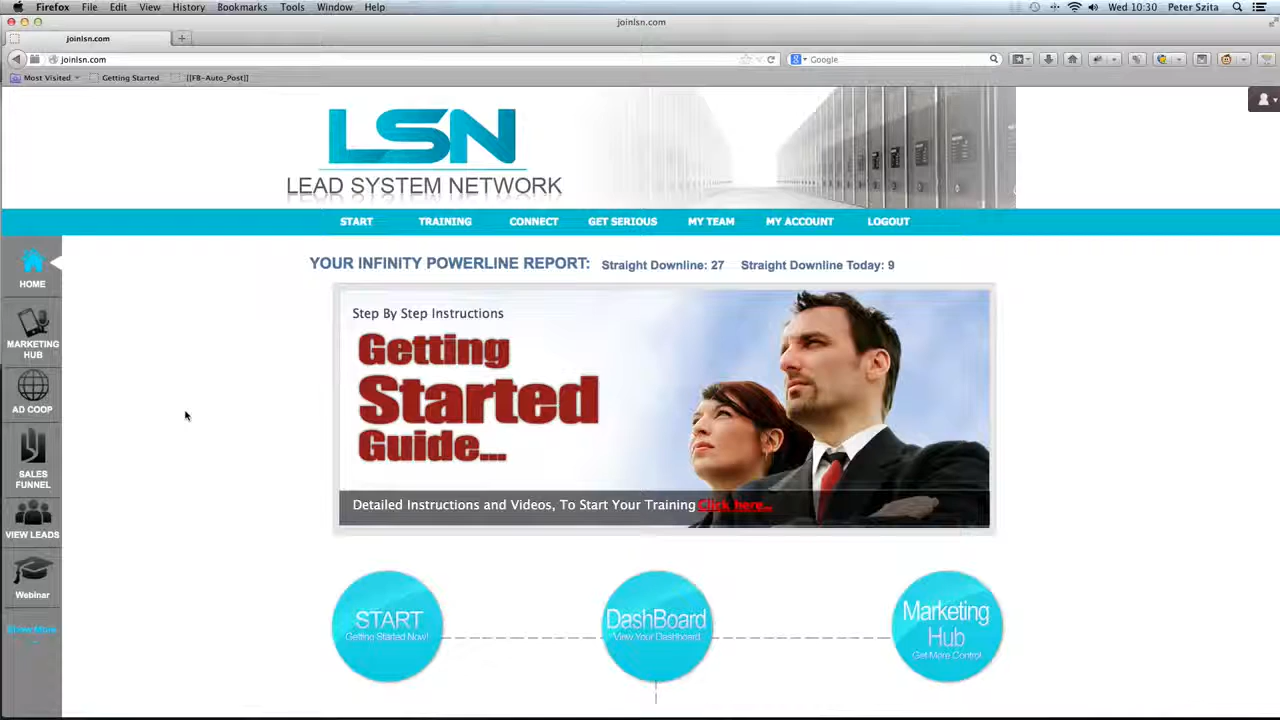 Firefox File Edit View History Bookmarks Tools Window Help Wed 10:30 Peter Szita
joinlsn.com
joinlsn.com
joinlsn.com Google
Most Visited Getting Started [[FB-Auto_Post]]
LSN
LEAD SYSTEM NETWORK
START TRAINING CONNECT GET SERIOUS MY TEAM MY ACCOUNT LOGOUT
YOUR INFINITY POWERLINE REPORT: Straight Downline: 27 Straight Downline Today: 9
HOME
MARKETING
HUB
AD COOP
SALES
FUNNEL
VIEW LEADS
Webinar
Show More
Step By Step Instructions
Getting
Started
Guide...
Detailed Instructions and Videos, To Start Your Training Click here...
START
Getting Started Now!
DashBoard
View Your Dashboard
Marketing
Hub
Get More Control